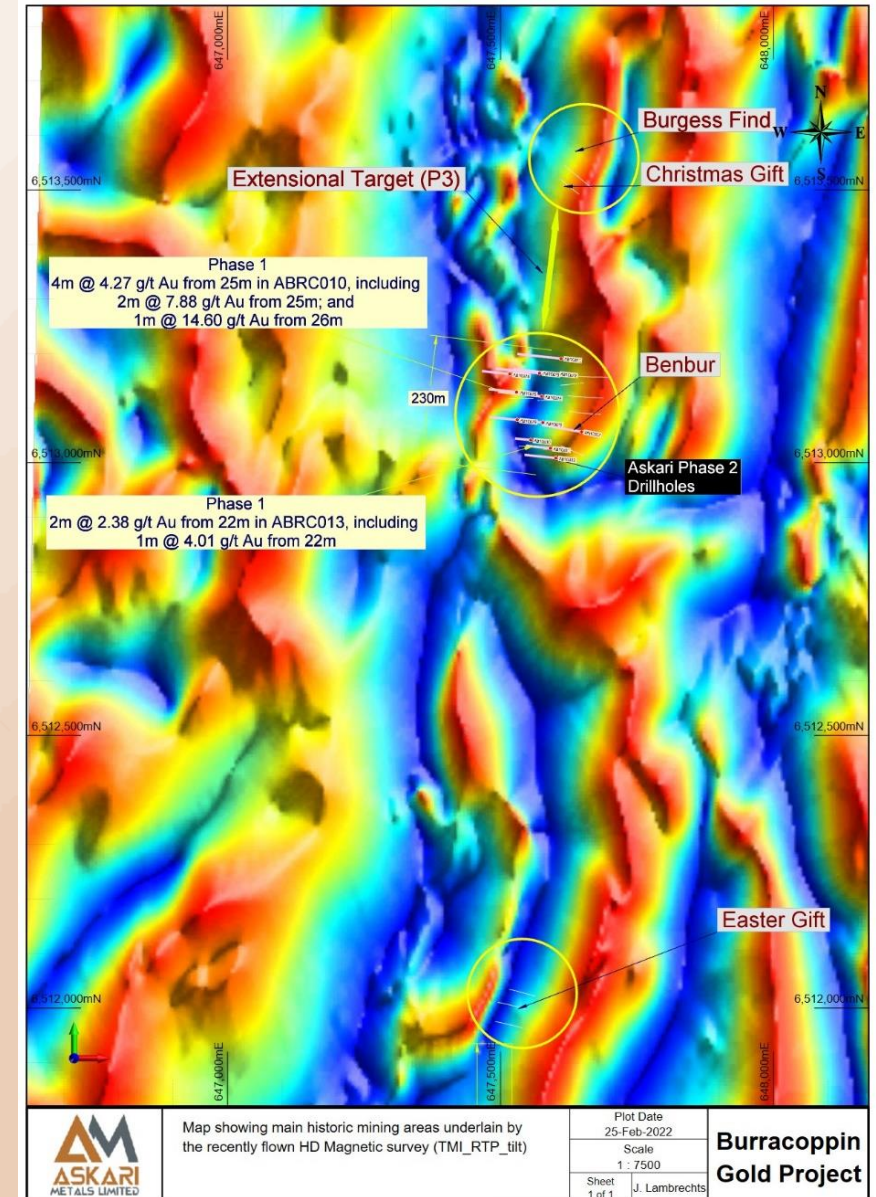 647,000mE
647,500mE
648,000mE
N
W
E
S
Burgess Find
Christmas Gift
6,513,500mN
6,513,500mN
Extensional Target (P3)
Phase 1
4m @ 4.27 g/t Au from 25m in ABRC010, including
2m @ 7.88 g/t Au from 25m; and
1m @ 14.60 g/t Au from 26m
230m
Benbur
6,513,000mN
6,513,000mN
Askari Phase 2
Drillholes
Phase 1
2m @ 2.38 g/t Au from 22m in ABRC013, including
1m @ 4.01 g/t Au from 22m
6,512,500mN
6,512,500mN
Easter Gift
6,512,000mN
6,512,000mN
647,000mE
647,500mE
648,000mE
AM
ASKARI
METALS LIMITED
Map showing main historic mining areas underlain by
the recently flown HD Magnetic survey (TMI_RTP_tilt)
Plot Date
25-Feb-2022
Scale
1 : 7500
Sheet
1 of 1
J. Lambrechts
Burracoppin
Gold Project